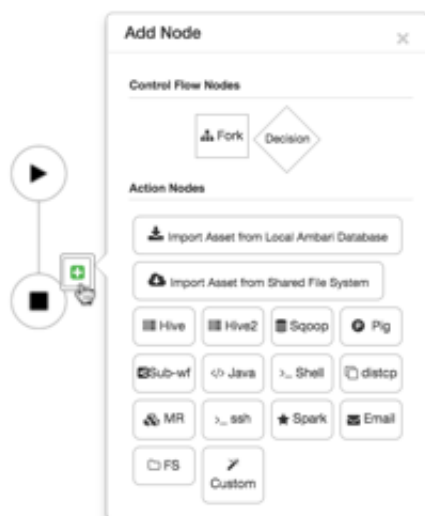 Add Node
Control Flow Nodes
Fork Decision
Action Nodes
Import Asset from Local Ambari Database
Import Asset from Shared File System
Hive Hive2 Sqoop Pig
Sub-wf Java Shell distcp
MR ssh Spark Email
FS Custom